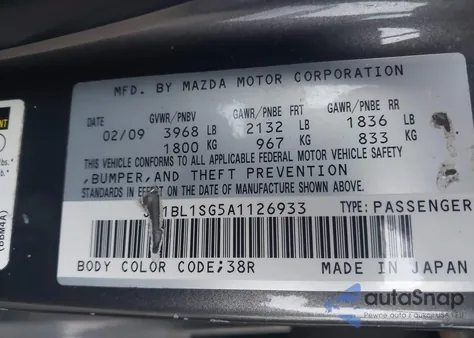 MFD. BY MAZDA MOTOR CORPORATION
DATE GVWR/PNBV GAWR/PNBE FRT GAWR/PNBE RR
02/09 3968 LB 2132 LB 1836 LB
1800 KG 967 KG 833 KG
THIS VEHICLE CONFORMS TO ALL APPLICABLE FEDERAL MOTOR VEHICLE SAFETY
,BUMPER,AND THEFT PREVENTION
STANDARDS IN EFFECT ON THE DATE OF MANUFACTURE SHOWN ABOVE.
1BL1SG5A1126933 TYPE:PASSENGER
BODY COLOR CODE;38R MADE IN JAPAN
(BBM4A)
autoSnap